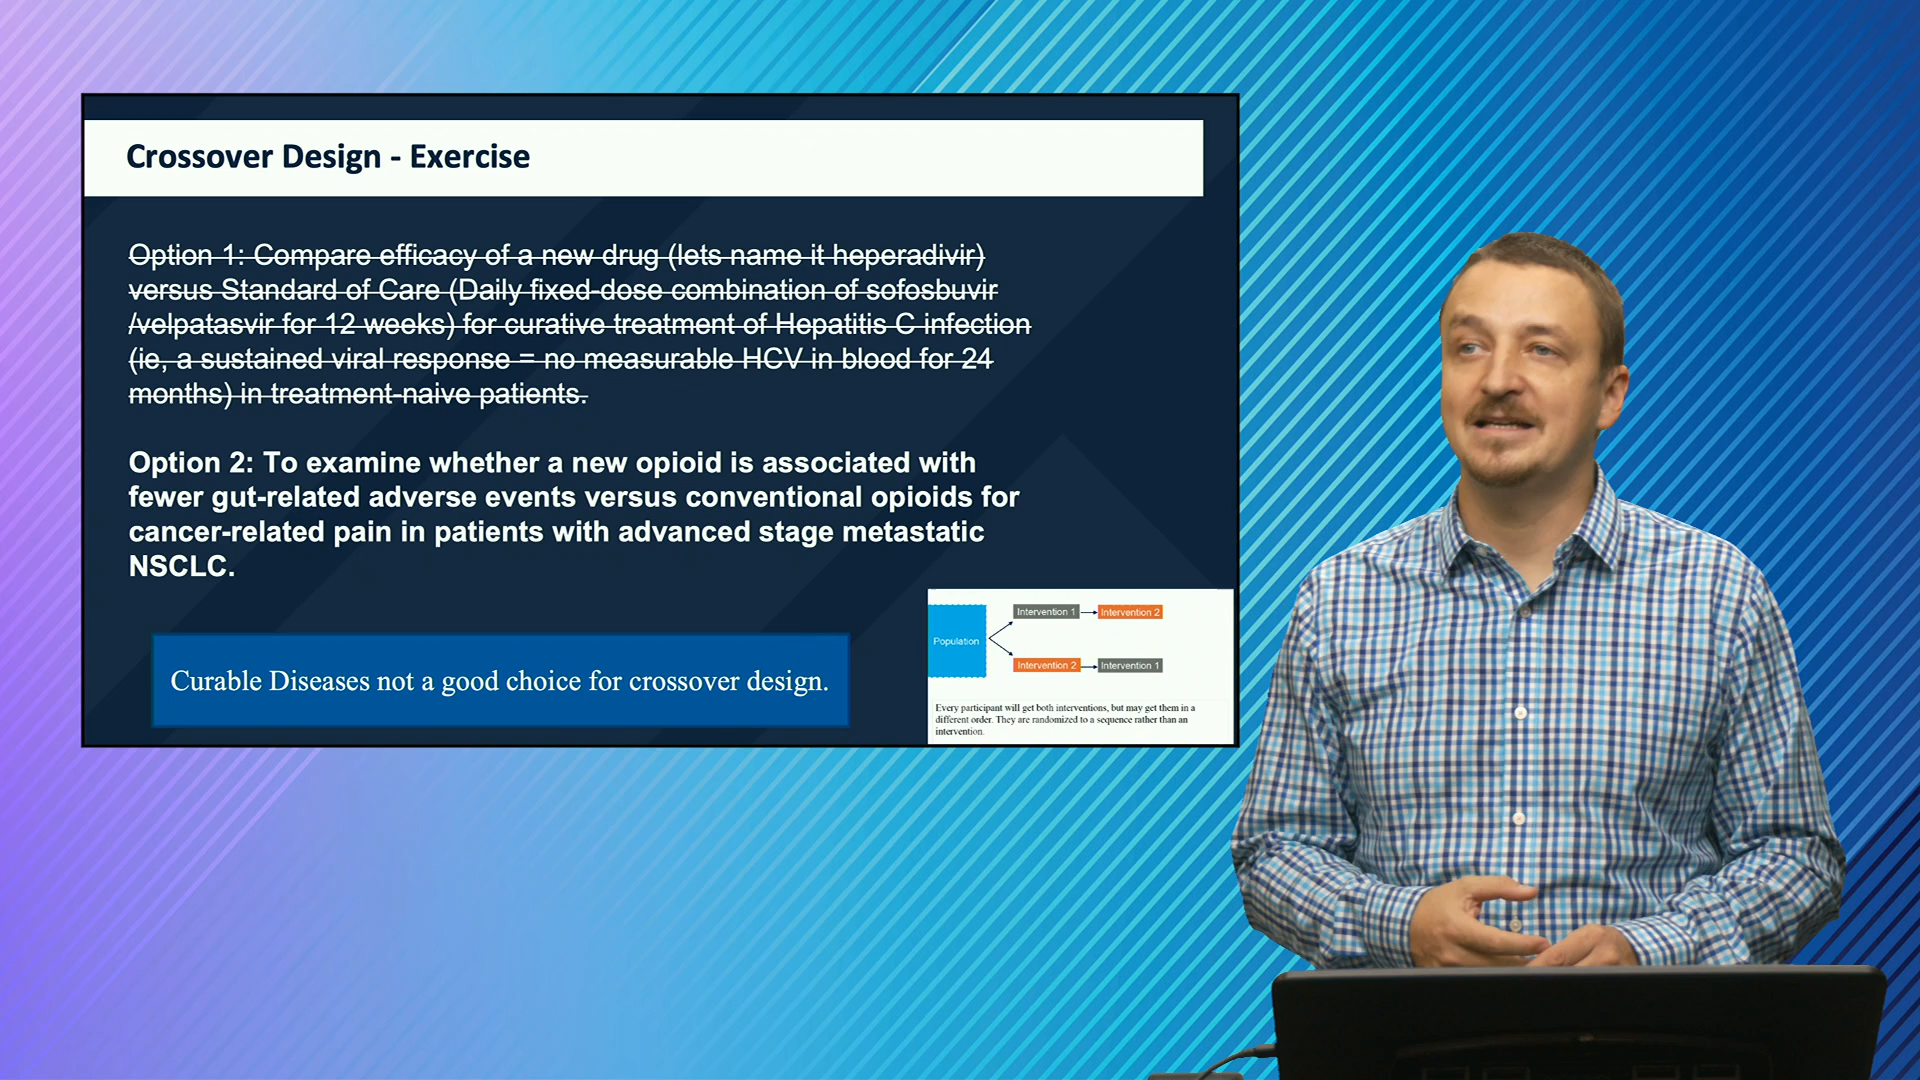 Crossover Design - Exercise
Option 1: Compare efficacy of a new drug (lets name it heperadivir)
versus Standard of Care (Daily fixed-dose combination of sofosbuvir
/velpatasvir for 12 weeks) for curative treatment of Hepatitis C infection
(ie, a sustained viral response = no measurable HCV in blood for 24
months) in treatment-naive patients.
Option 2: To examine whether a new opioid is associated with
fewer gut-related adverse events versus conventional opioids for
cancer-related pain in patients with advanced stage metastatic
NSCLC.
Curable Diseases not a good choice for crossover design.
Population
Intervention 1
Intervention 2
Intervention 2
Intervention 1
Every participant will get both interventions, but may get them in a
different order. They are randomized to a sequence rather than an
intervention.